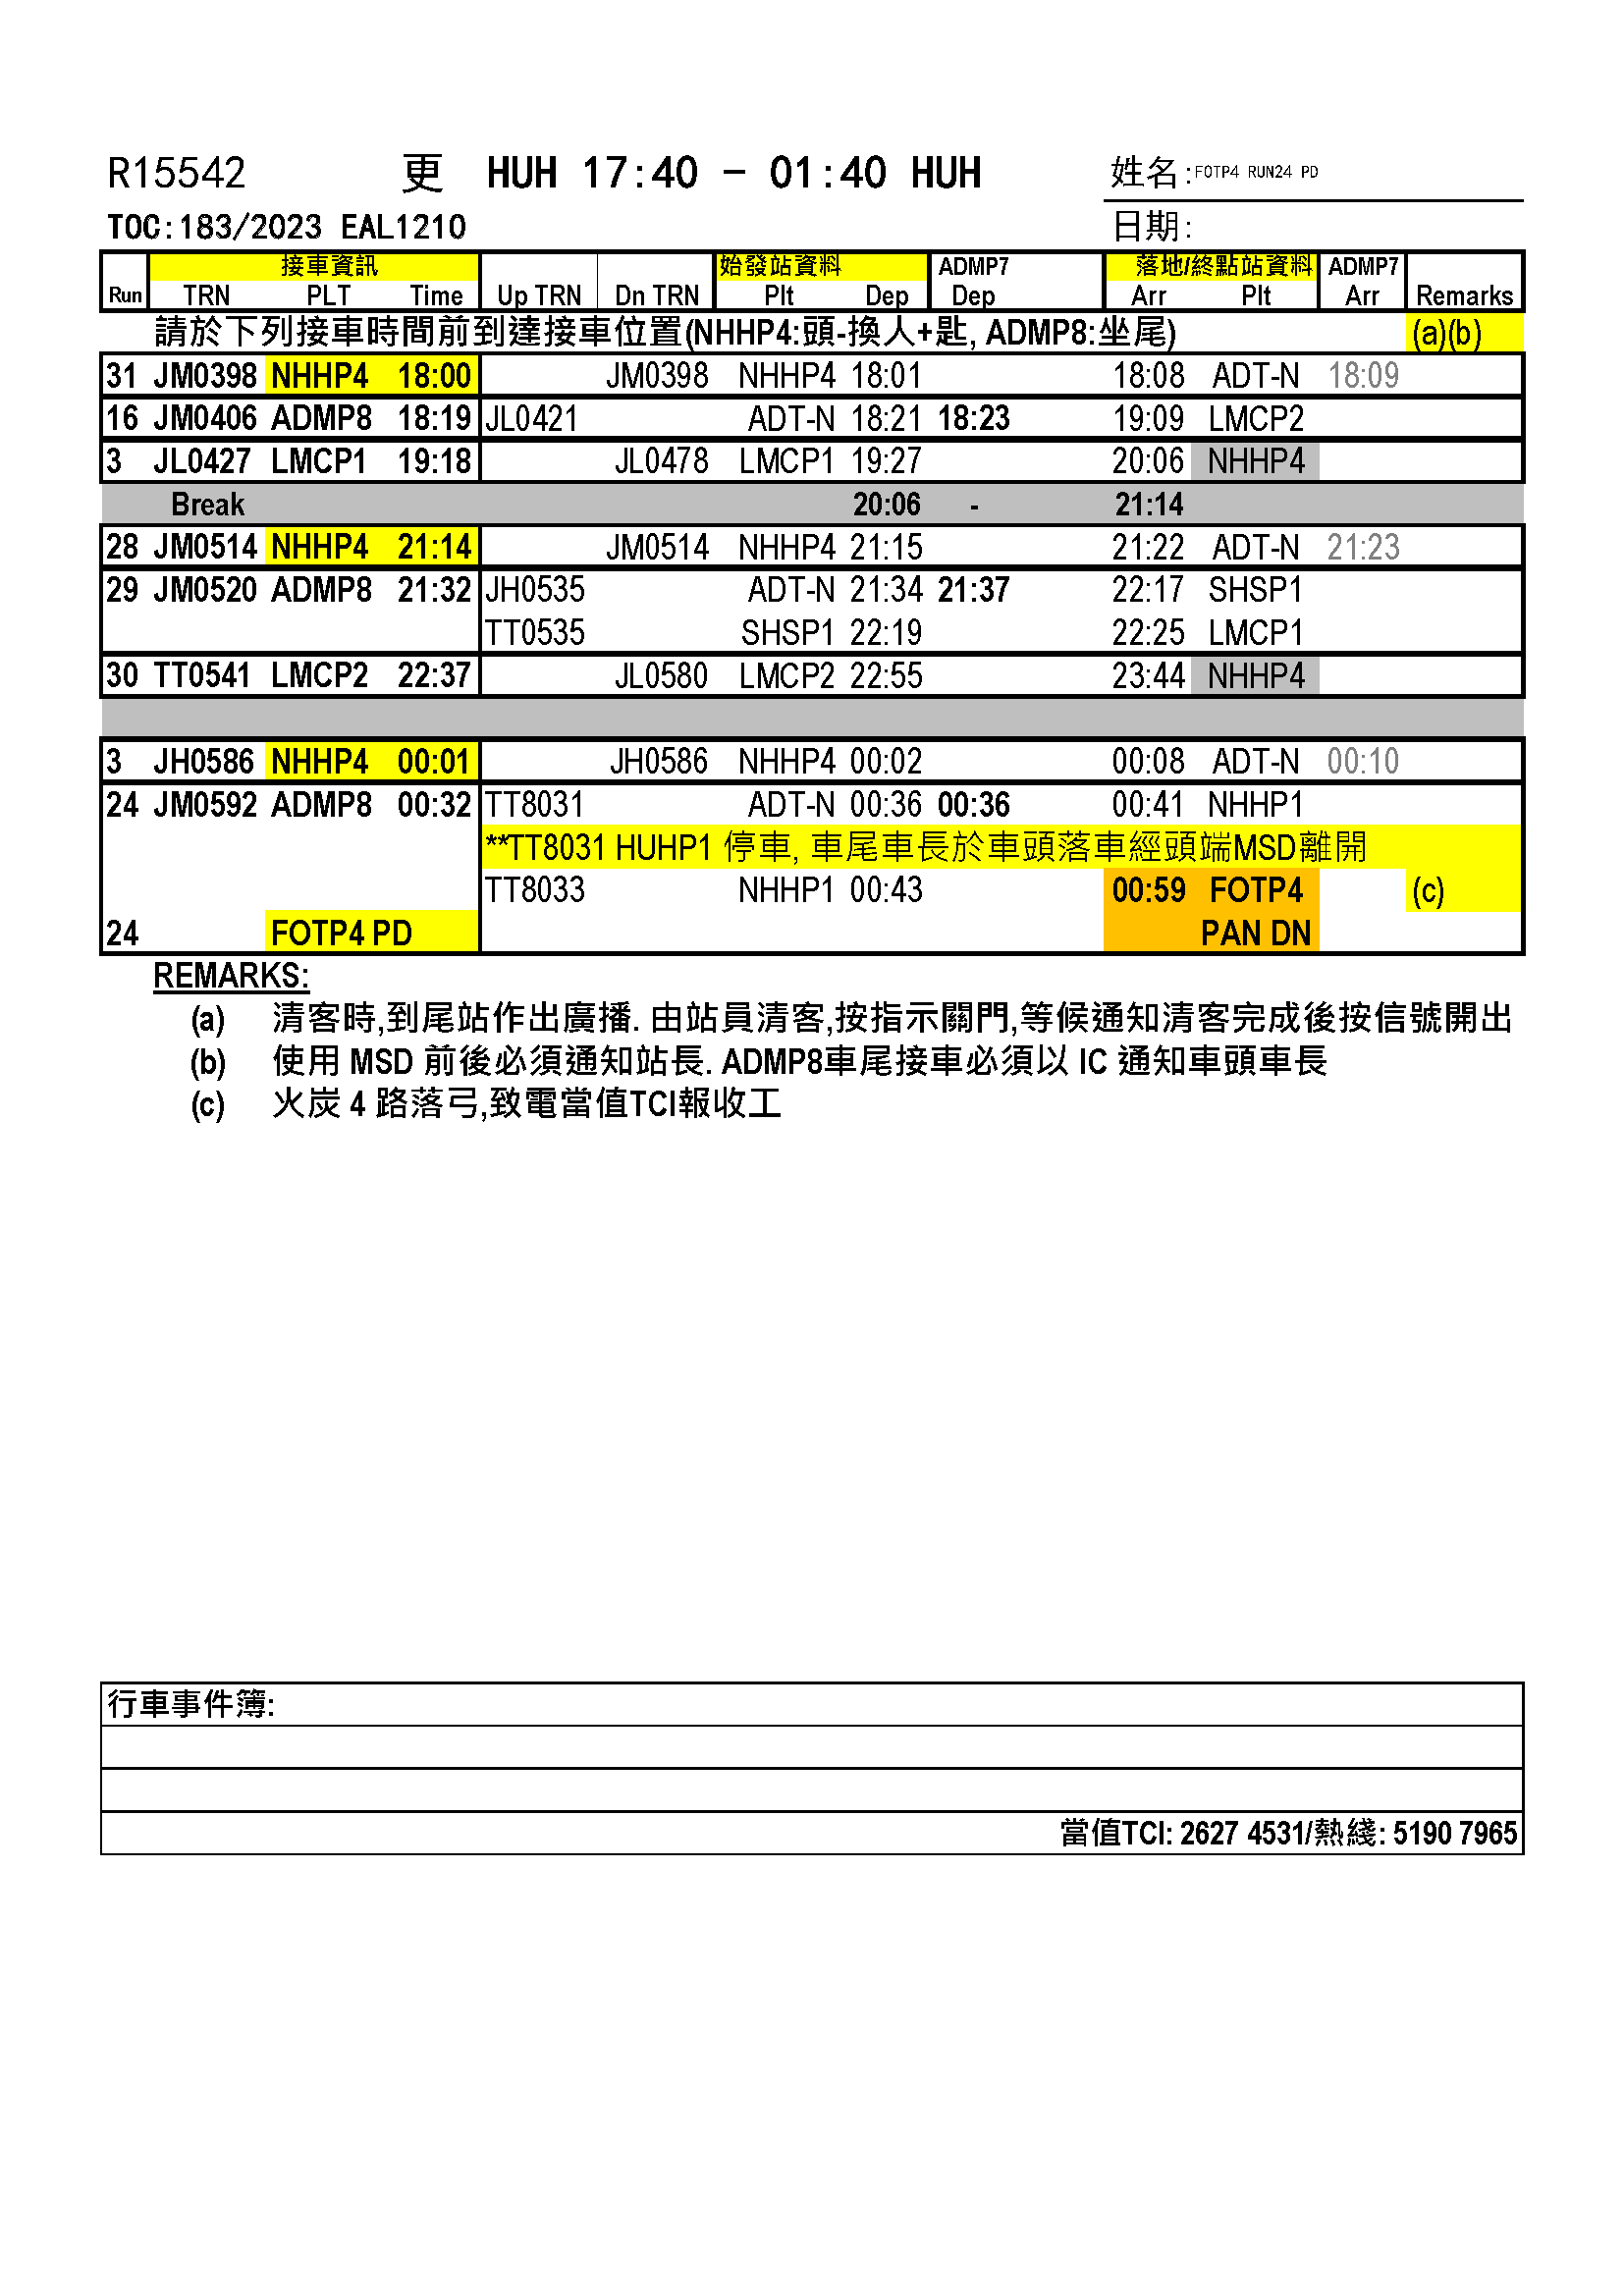 R15542 更 HUH 17:40 - 01:40 HUH 姓名:FOTP4 RUN24 PD
TOC:183/2023 EAL1210 日期:
接車資訊 始發站資料 ADMP7 落地/終點站資料 ADMP7
Run TRN PLT Time Up TRN Dn TRN Plt Dep Dep Arr Plt Arr Remarks
請於下列接車時間前到達接車位置(NHHP4:頭-換人+匙, ADMP8:坐尾) (a)(b)
31 JM0398 NHHP4 18:00 JM0398 NHHP4 18:01 18:08 ADT-N 18:09
16 JM0406 ADMP8 18:19 JL0421 ADT-N 18:21 18:23 19:09 LMCP2
3 JL0427 LMCP1 19:18 JL0478 LMCP1 19:27 20:06 NHHP4
Break 20:06 - 21:14
28 JM0514 NHHP4 21:14 JM0514 NHHP4 21:15 21:22 ADT-N 21:23
29 JM0520 ADMP8 21:32 JH0535 ADT-N 21:34 21:37 22:17 SHSP1
TT0535 SHSP1 22:19 22:25 LMCP1
30 TT0541 LMCP2 22:37 JL0580 LMCP2 22:55 23:44 NHHP4
3 JH0586 NHHP4 00:01 JH0586 NHHP4 00:02 00:08 ADT-N 00:10
24 JM0592 ADMP8 00:32 TT8031 ADT-N 00:36 00:36 00:41 NHHP1
**TT8031 HUHP1 停車, 車尾車長於車頭落車經頭端MSD離開
TT8033 NHHP1 00:43 00:59 FOTP4 (c)
24 FOTP4 PD PAN DN
REMARKS:
(a) 清客時,到尾站作出廣播. 由站員清客,按指示關門,等候通知清客完成後按信號開出
(b) 使用 MSD 前後必須通知站長. ADMP8車尾接車必須以 IC 通知車頭車長
(c) 火炭 4 路落弓,致電當值TCI報收工
行車事件簿:
當值TCI: 2627 4531/熱綫: 5190 7965